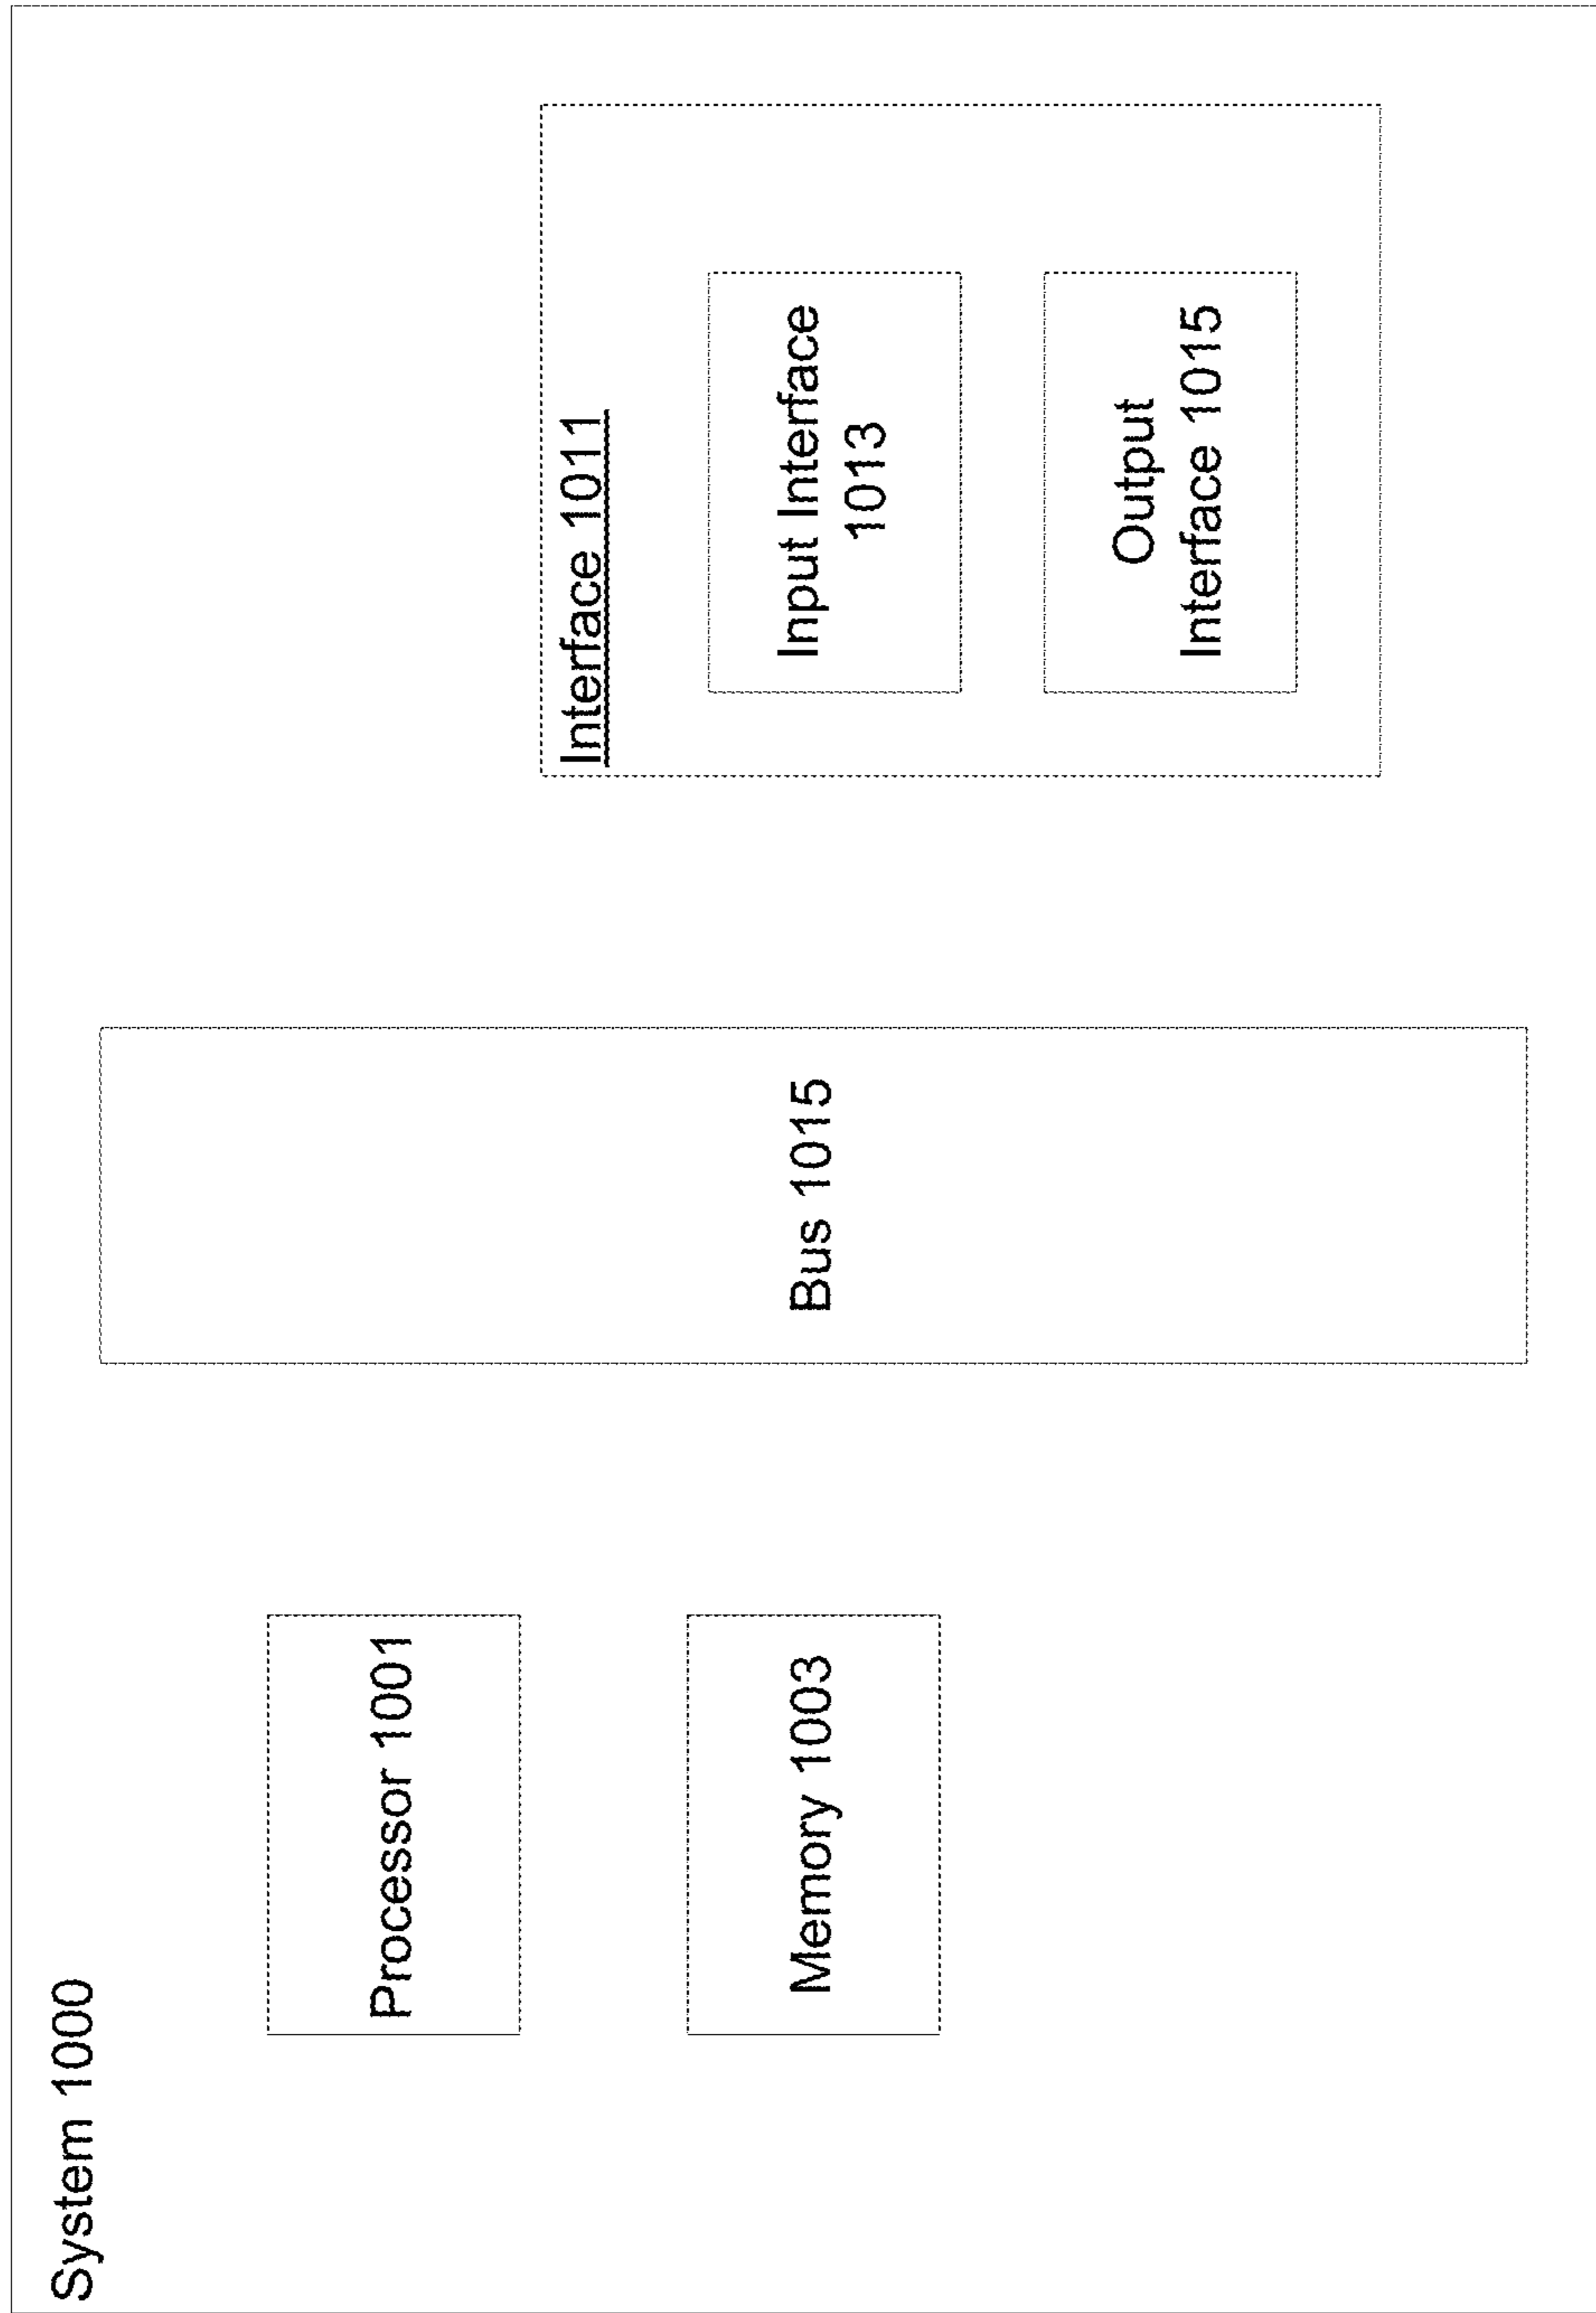 System 1000
Processor 1001
Memory 1003
Bus 1015
Interface 1011
Input Interface
1013
Output
Interface 1015